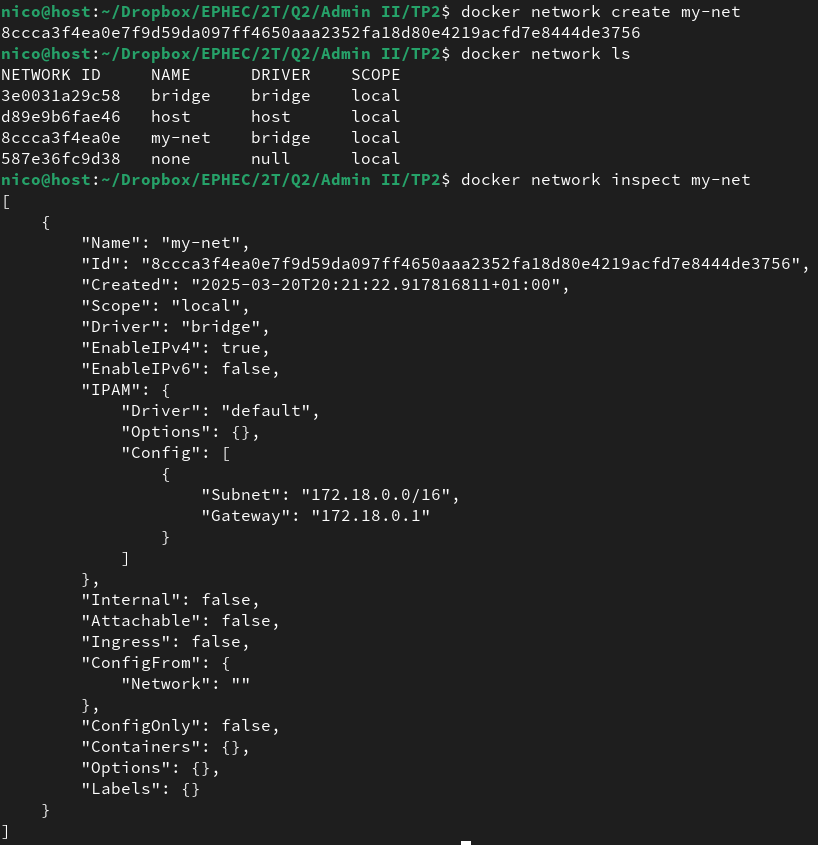 nico@host:~/Dropbox/EPHEC/2T/Q2/Admin II/TP2$ docker network create my-net
8ccca3f4ea0e7f9d59da097ff4650aaa2352fa18d80e4219acfd7e8444de3756
nico@host:~/Dropbox/EPHEC/2T/Q2/Admin II/TP2$ docker network ls
NETWORK ID     NAME      DRIVER    SCOPE
3e0031a29c58   bridge    bridge    local
d89e9b6fae46   host      host      local
8ccca3f4ea0e   my-net    bridge    local
587e36fc9d38   none      null      local
nico@host:~/Dropbox/EPHEC/2T/Q2/Admin II/TP2$ docker network inspect my-net
[
    {
        "Name": "my-net",
        "Id": "8ccca3f4ea0e7f9d59da097ff4650aaa2352fa18d80e4219acfd7e8444de3756",
        "Created": "2025-03-20T20:21:22.917816811+01:00",
        "Scope": "local",
        "Driver": "bridge",
        "EnableIPv4": true,
        "EnableIPv6": false,
        "IPAM": {
            "Driver": "default",
            "Options": {},
            "Config": [
                {
                    "Subnet": "172.18.0.0/16",
                    "Gateway": "172.18.0.1"
                }
            ]
        },
        "Internal": false,
        "Attachable": false,
        "Ingress": false,
        "ConfigFrom": {
            "Network": ""
        },
        "ConfigOnly": false,
        "Containers": {},
        "Options": {},
        "Labels": {}
    }
]